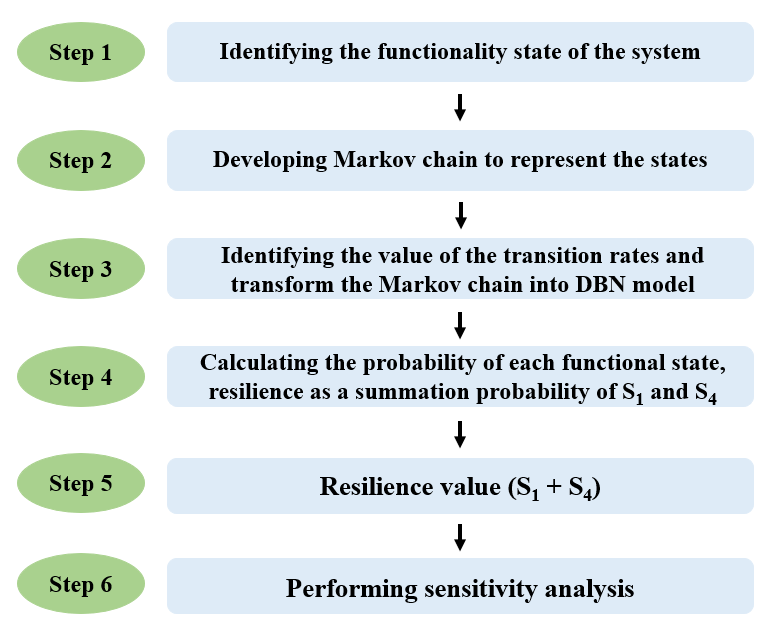 Step 1
Identifying the functionality state of the system
Step 2
Developing Markov chain to represent the states
Step 3
Identifying the value of the transition rates and
transform the Markov chain into DBN model
Step 4
Calculating the probability of each functional state,
resilience as a summation probability of S₁ and S₄
Step 5
Resilience value (S₁ + S₄)
Step 6
Performing sensitivity analysis